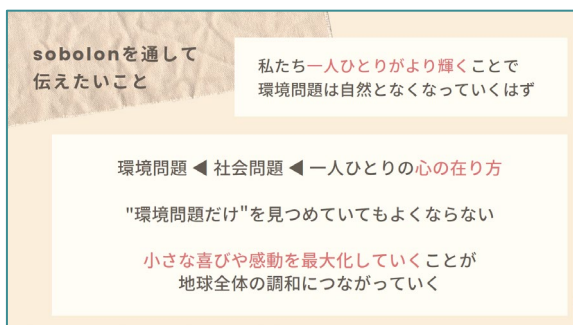 sobolonを通して
伝えたいこと
私たち一人ひとりがより輝くことで
環境問題は自然となくなっていくはず
環境問題 ◀ 社会問題 ◀ 一人ひとりの心の在り方
"環境問題だけ"を見つめていてもよくならない
小さな喜びや感動を最大化していくことが
地球全体の調和につながっていく